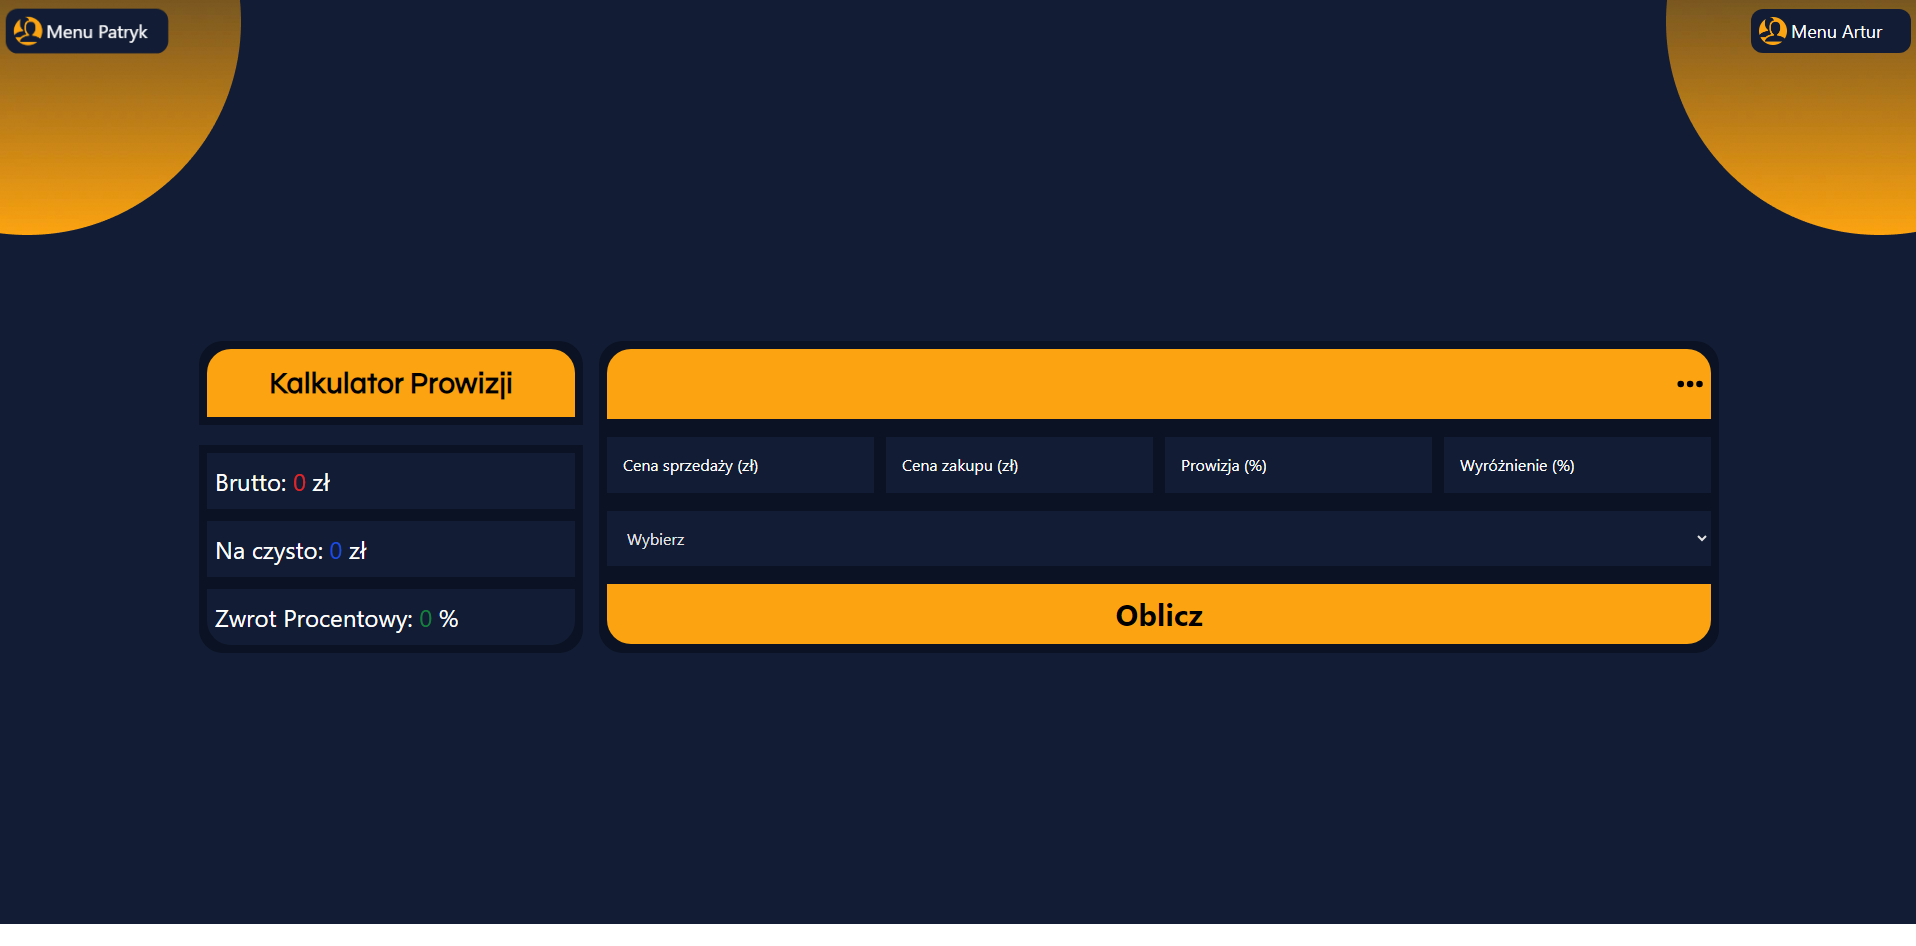 Menu Patryk
Menu Artur
Kalkulator Prowizji
•••
Brutto: 0 zł
Na czysto: 0 zł
Zwrot Procentowy: 0 %
Cena sprzedaży (zł)
Cena zakupu (zł)
Prowizja (%)
Wyróżnienie (%)
Wybierz
Oblicz